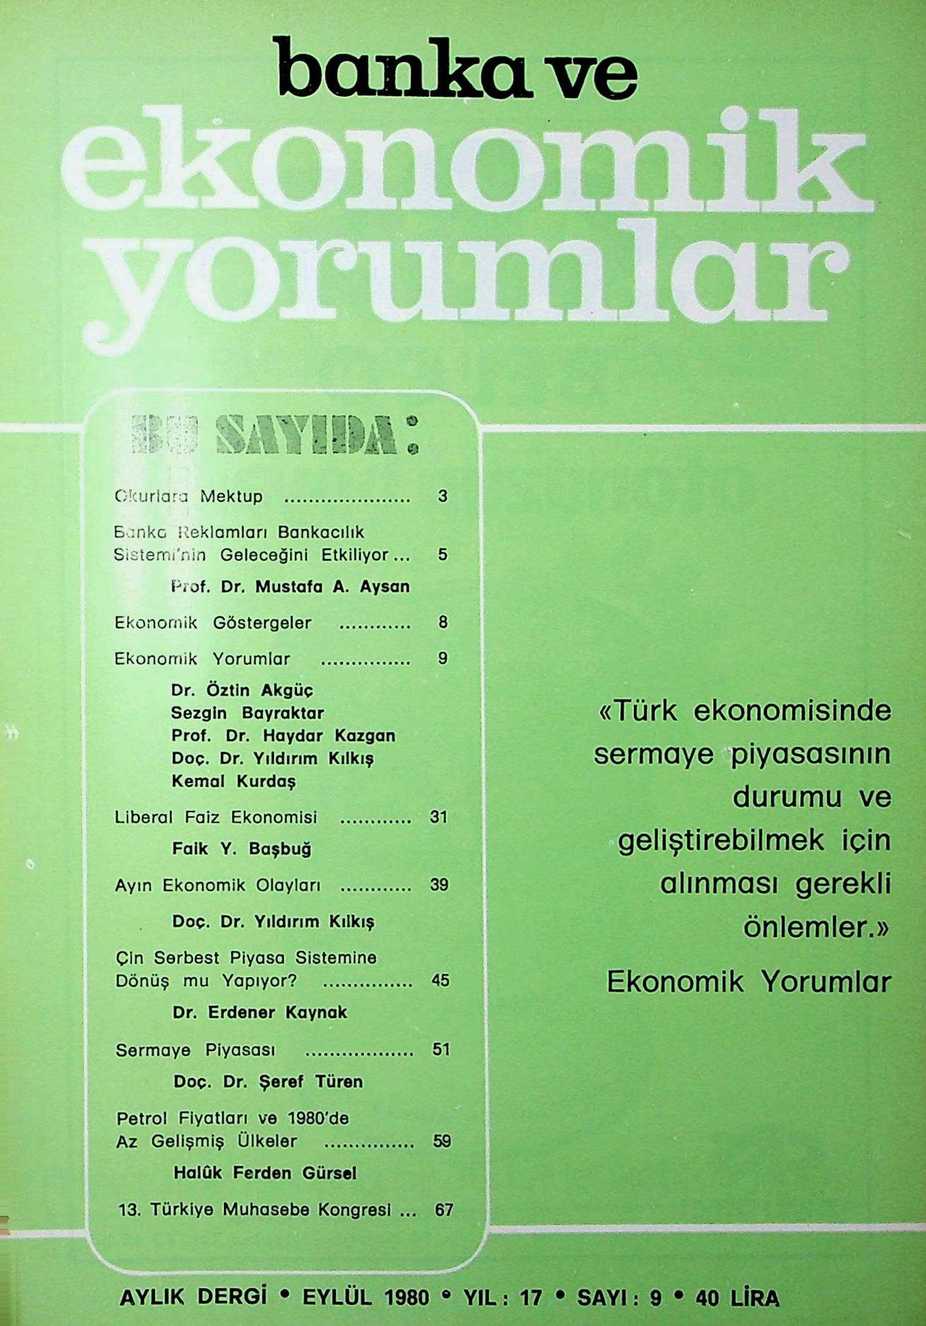 banka ve
ekonomik
yorumlar
BU SAYIDA:
Okurlara Mektup ..................... 3
Banka Reklamları Bankacılık
Sistemi'nin Geleceğini Etkiliyor ... 5
Prof. Dr. Mustafa A. Aysan
Ekonomik Göstergeler ............ 8
Ekonomik Yorumlar ............... 9
Dr. Öztin Akgüç
Sezgin Bayraktar
Prof. Dr. Haydar Kazgan
Doç. Dr. Yıldırım Kılkış
Kemal Kurdaş
Liberal Faiz Ekonomisi ............ 31
Faik Y. Başbuğ
Ayın Ekonomik Olayları ............ 39
Doç. Dr. Yıldırım Kılkış
Çin Serbest Piyasa Sistemine
Dönüş mu Yapıyor? ............... 45
Dr. Erdener Kaynak
Sermaye Piyasası .................. 51
Doç. Dr. Şeref Türen
Petrol Fiyatları ve 1980'de
Az Gelişmiş Ülkeler ............... 59
Halûk Ferden Gürsel
13. Türkiye Muhasebe Kongresi ... 67
«Türk ekonomisinde
sermaye piyasasının
durumu ve
geliştirebilmek için
alınması gerekli
önlemler.»
Ekonomik Yorumlar
AYLIK DERGİ • EYLÜL 1980 • YIL: 17 • SAYI: 9 • 40 LİRA